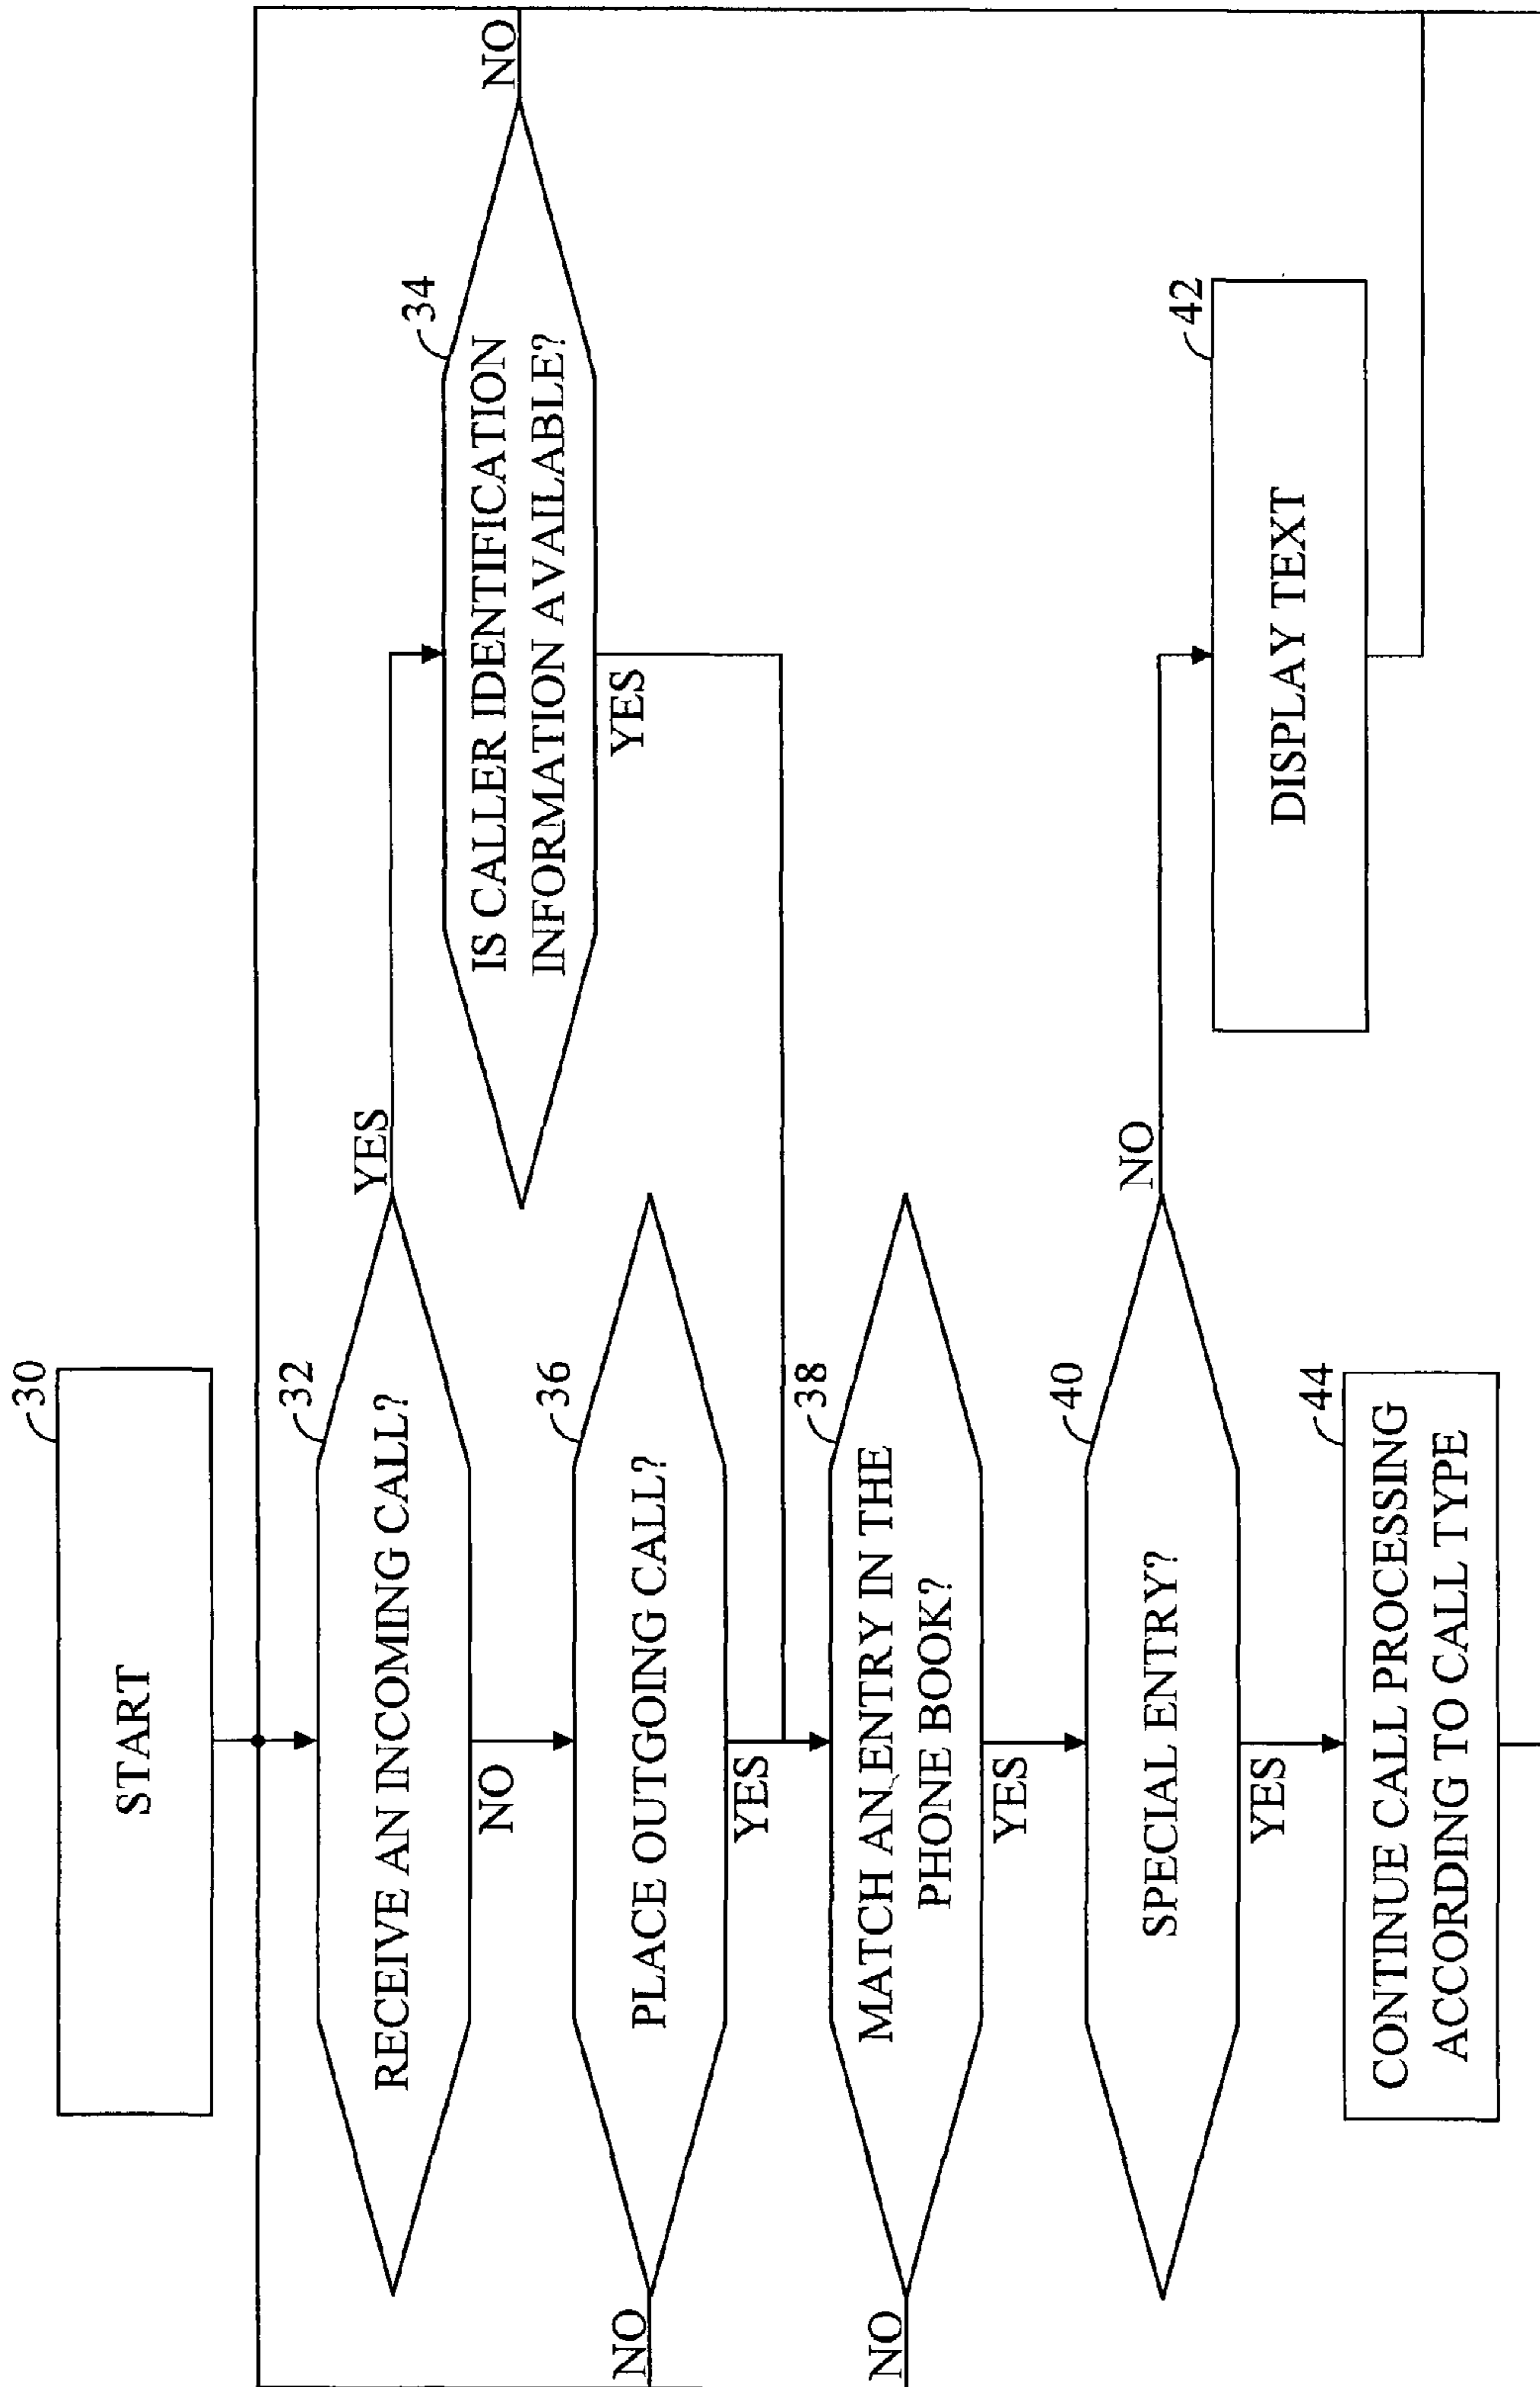 30
START
32
RECEIVE AN INCOMING CALL?
YES
NO
34
IS CALLER IDENTIFICATION
INFORMATION AVAILABLE?
NO
YES
36
PLACE OUTGOING CALL?
NO
YES
38
MATCH AN ENTRY IN THE
PHONE BOOK?
NO
YES
40
SPECIAL ENTRY?
NO
YES
42
DISPLAY TEXT
44
CONTINUE CALL PROCESSING
ACCORDING TO CALL TYPE